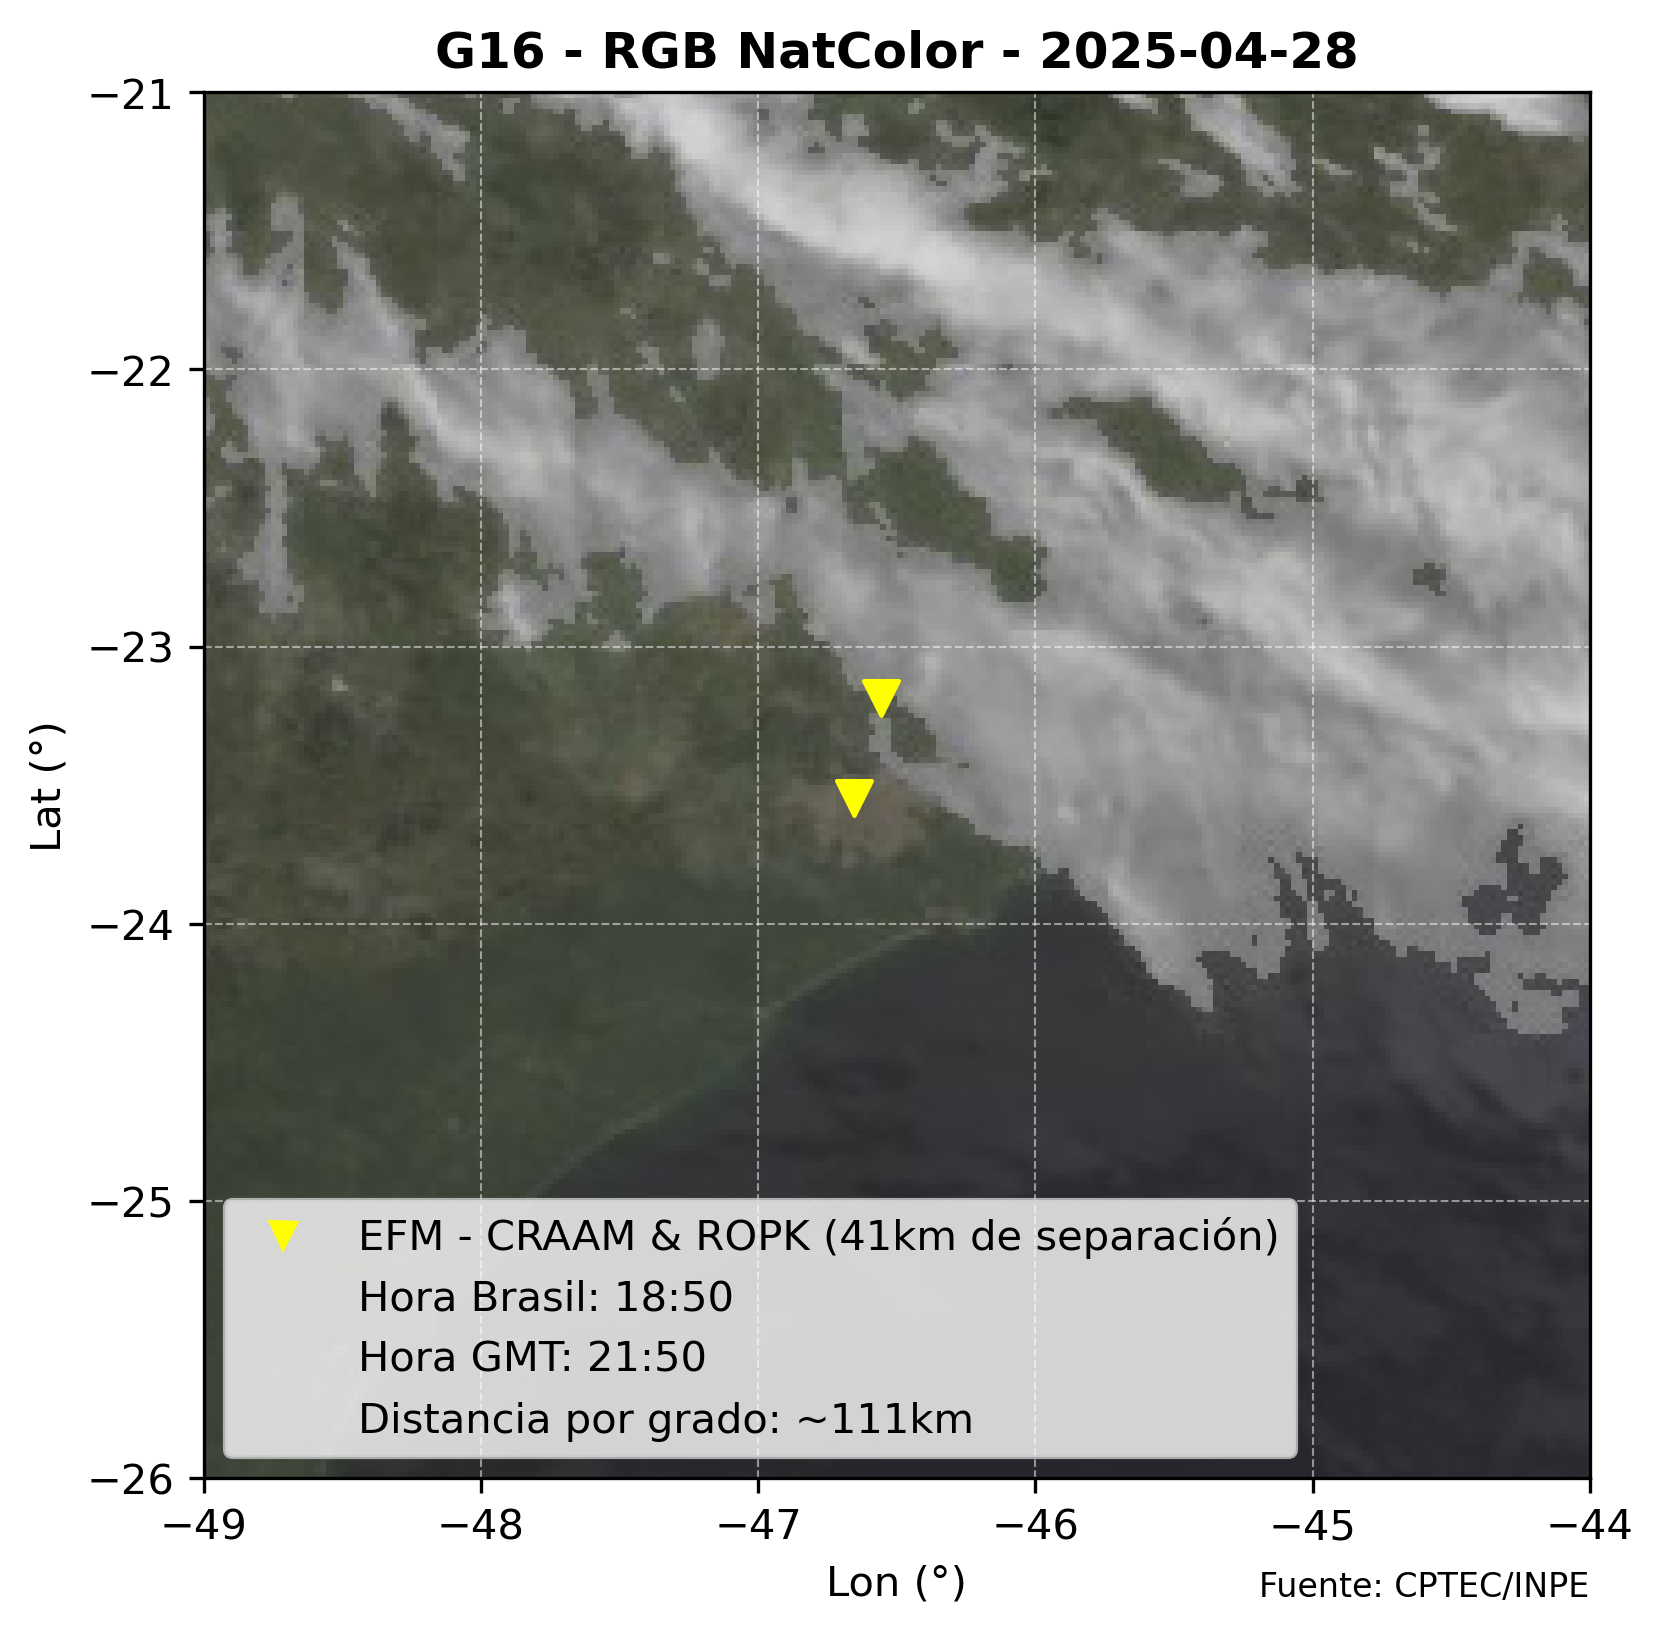 G16 - RGB NatColor - 2025-04-28
−21
−22
−23
−24
−25
−26
Lat (°)
EFM - CRAAM & ROPK (41km de separación)
Hora Brasil: 18:50
Hora GMT: 21:50
Distancia por grado: ~111km
−49 −48 −47 −46 −45 −44
Lon (°)
Fuente: CPTEC/INPE